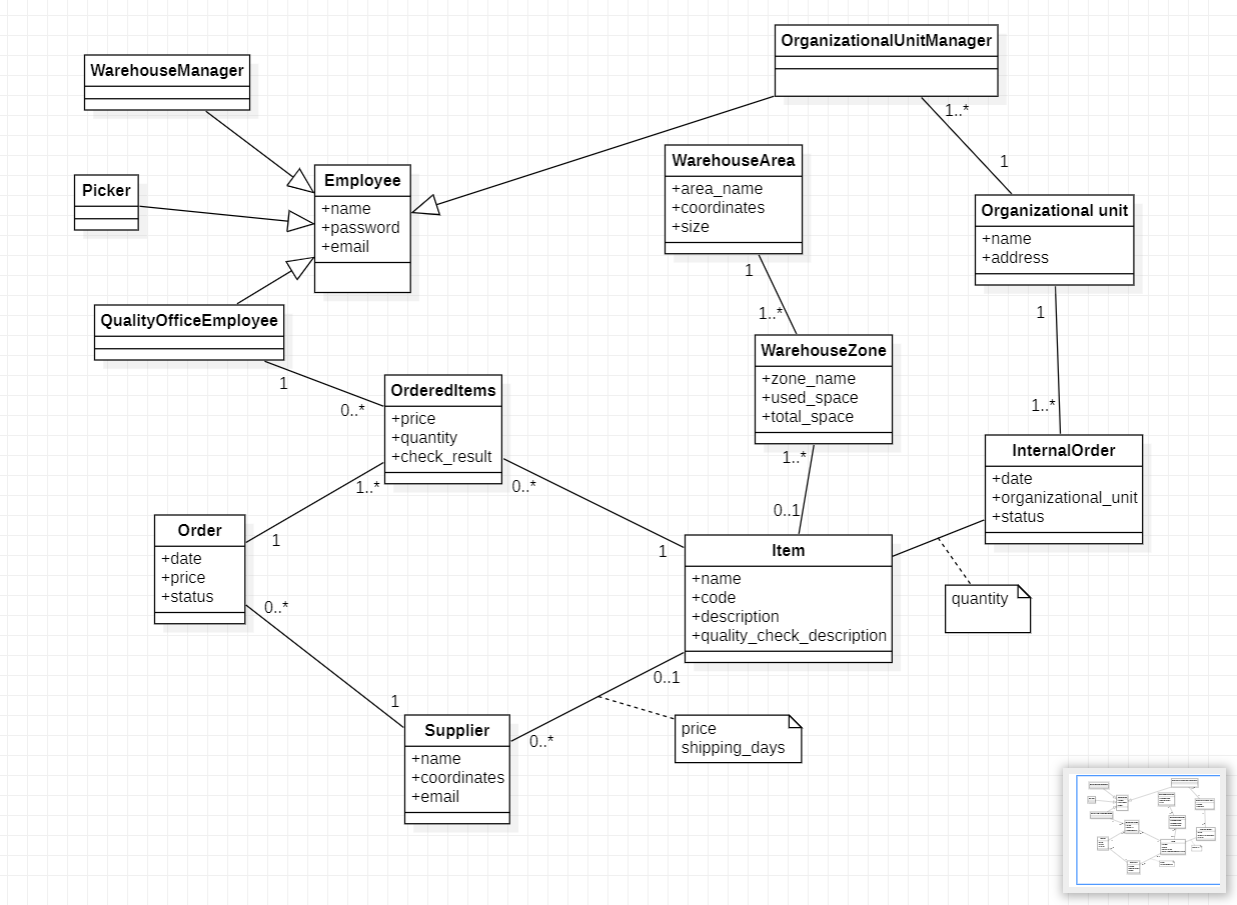 OrganizationalUnitManager
WarehouseManager
1..*
WarehouseArea
+area_name
+coordinates
+size
1
Employee
+name
+password
+email
Picker
Organizational unit
+name
+address
1
1..*
1
QualityOfficeEmployee
WarehouseZone
+zone_name
+used_space
+total_space
1
0..*
OrderedItems
+price
+quantity
+check_result
1..*
InternalOrder
+date
+organizational_unit
+status
1..*
0..*
1..*
0..1
Order
+date
+price
+status
1
1
Item
+name
+code
+description
+quality_check_description
quantity
0..*
0..1
1
Supplier
+name
+coordinates
+email
0..*
price
shipping_days